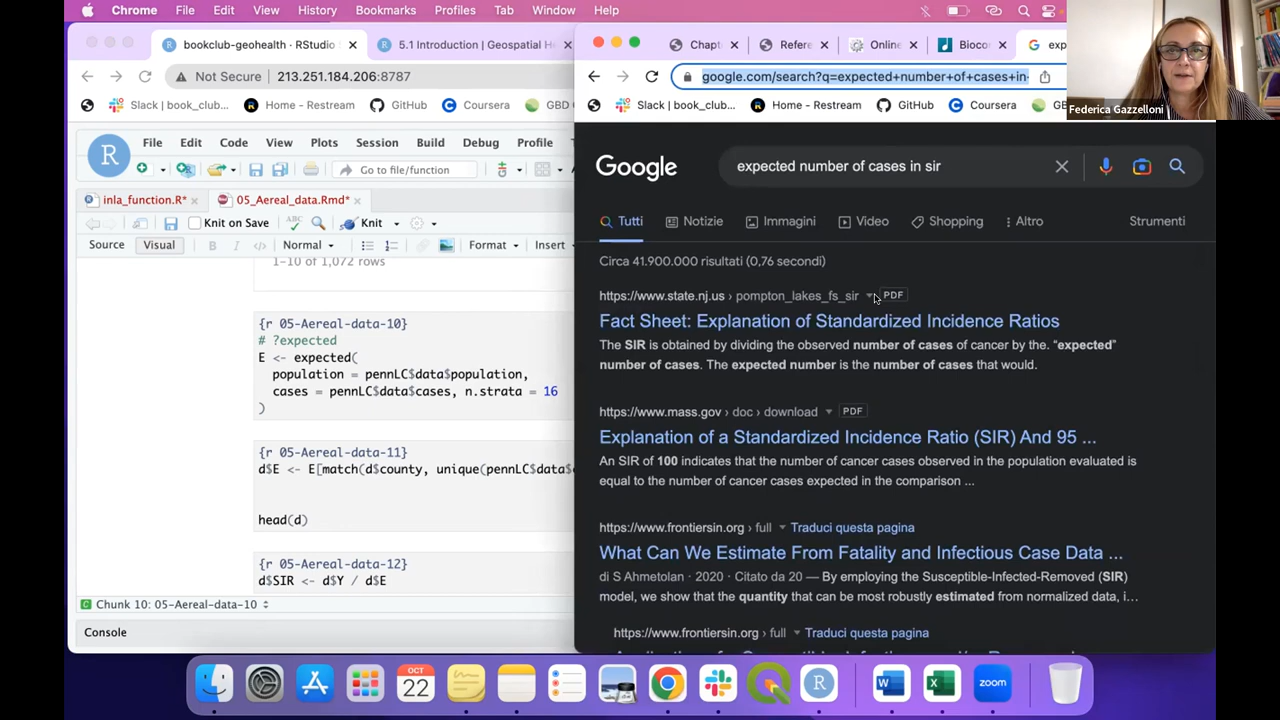 Chrome File Edit View History Bookmarks Profiles Tab Window Help
bookclub-geohealth · RStudio S
5.1 Introduction | Geospatial He
Not Secure | 213.251.184.206:8787
Slack | book_club...
Home - Restream
GitHub
Coursera
GBD
File Edit Code View Plots Session Build Debug Profile
Go to file/function
inla_function.R*
05_Aereal_data.Rmd*
Knit on Save
ABC
Knit
Source Visual B I Normal Format Insert
1-10 of 1,072 rows
{r 05-Aereal-data-10}
# ?expected
E <- expected(
population = pennLC$data$population,
cases = pennLC$data$cases, n.strata = 16
)
{r 05-Aereal-data-11}
d$E <- E[match(d$county, unique(pennLC$data$
head(d)
{r 05-Aereal-data-12}
d$SIR <- d$Y / d$E
Chunk 10: 05-Aereal-data-10
Console
Chapt
Refere
Online
Bioco
exp
google.com/search?q=expected+number+of+cases+in-
Slack | book_club...
Home - Restream
GitHub
Coursera
GB
Federica Gazzelloni
Google
expected number of cases in sir
Tutti Notizie Immagini Video Shopping Altro Strumenti
Circa 41.900.000 risultati (0,76 secondi)
https://www.state.nj.us › pompton_lakes_fs_sir PDF
Fact Sheet: Explanation of Standardized Incidence Ratios
The SIR is obtained by dividing the observed number of cases of cancer by the. “expected”
number of cases. The expected number is the number of cases that would.
https://www.mass.gov › doc › download PDF
Explanation of a Standardized Incidence Ratio (SIR) And 95 ...
An SIR of 100 indicates that the number of cancer cases observed in the population evaluated is
equal to the number of cancer cases expected in the comparison ...
https://www.frontiersin.org › full Traduci questa pagina
What Can We Estimate From Fatality and Infectious Case Data ...
di S Ahmetolan · 2020 · Citato da 20 — By employing the Susceptible-Infected-Removed (SIR)
model, we show that the quantity that can be most robustly estimated from normalized data, i...
https://www.frontiersin.org › full Traduci questa pagina
OCT
22
zoom